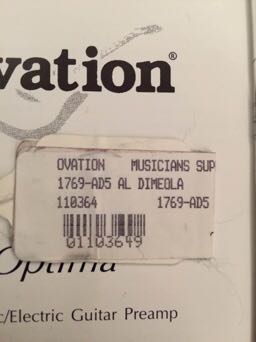 vation®
OVATION MUSICIANS SUP
1769-AD5 AL DIMEOLA
110364 1769-AD5
01103649
Optima
c/Electric Guitar Preamp